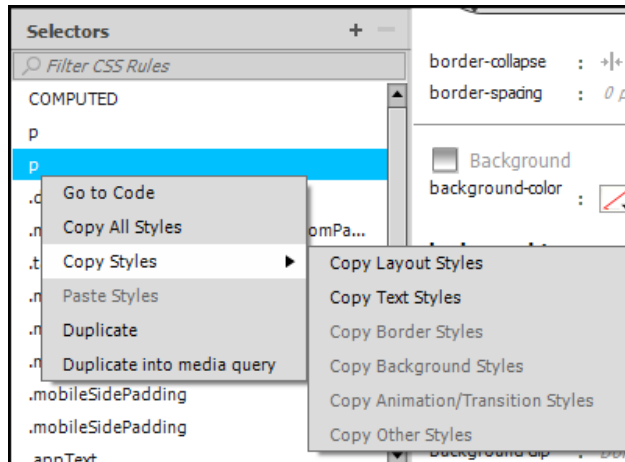 Selectors + −
Filter CSS Rules
COMPUTED
p
p
.mobileSidePadding
.mobileSidePadding
.appText
Go to Code
Copy All Styles
Copy Styles
Paste Styles
Duplicate
Duplicate into media query
omPa...
Copy Layout Styles
Copy Text Styles
Copy Border Styles
Copy Background Styles
Copy Animation/Transition Styles
Copy Other Styles
border-collapse :
border-spacing : 0 p
Background
background-color :